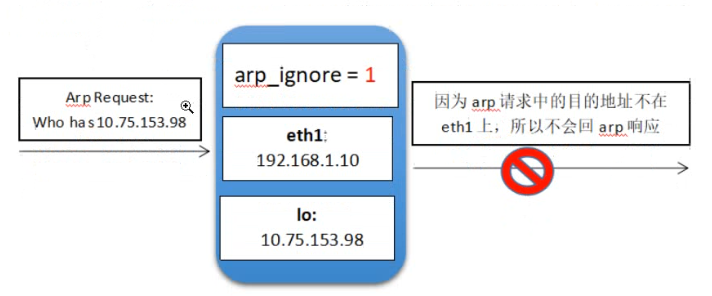 Arp Request:
Who has 10.75.153.98
arp_ignore = 1
eth1:
192.168.1.10
lo:
10.75.153.98
因为 arp 请求中的目的地址不在
eth1 上，所以不会回 arp 响应